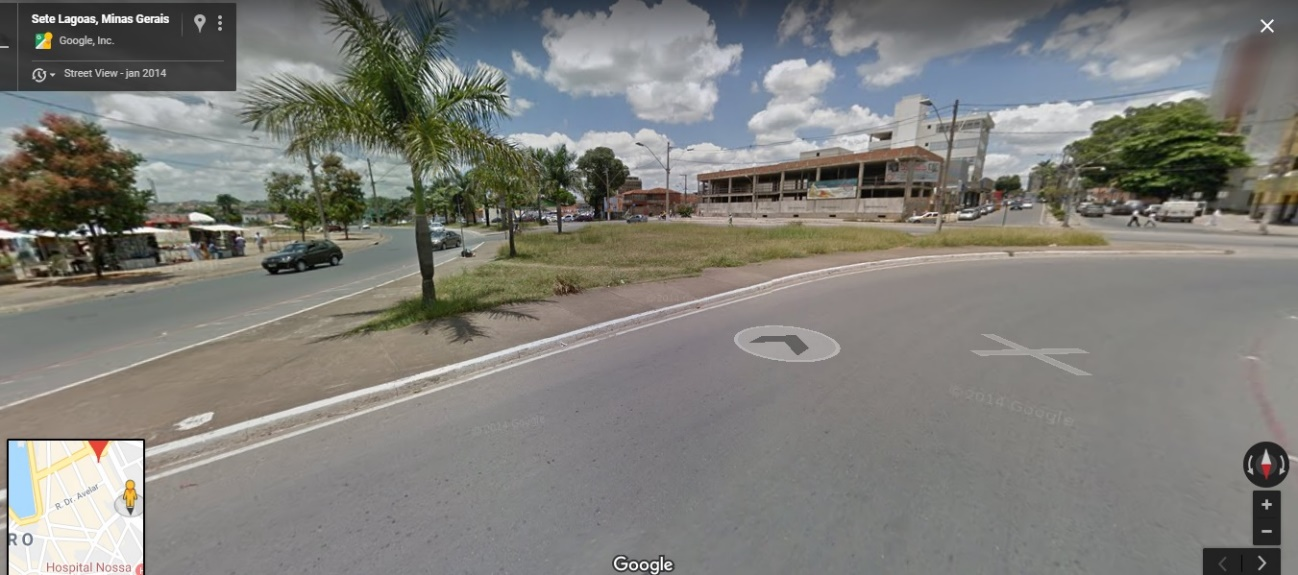 Sete Lagoas, Minas Gerais
Google, Inc.
Street View - jan 2014
© 2014 Google
© 2014 Google
R. Dr. Avelar
RO
Hospital Nossa
Google